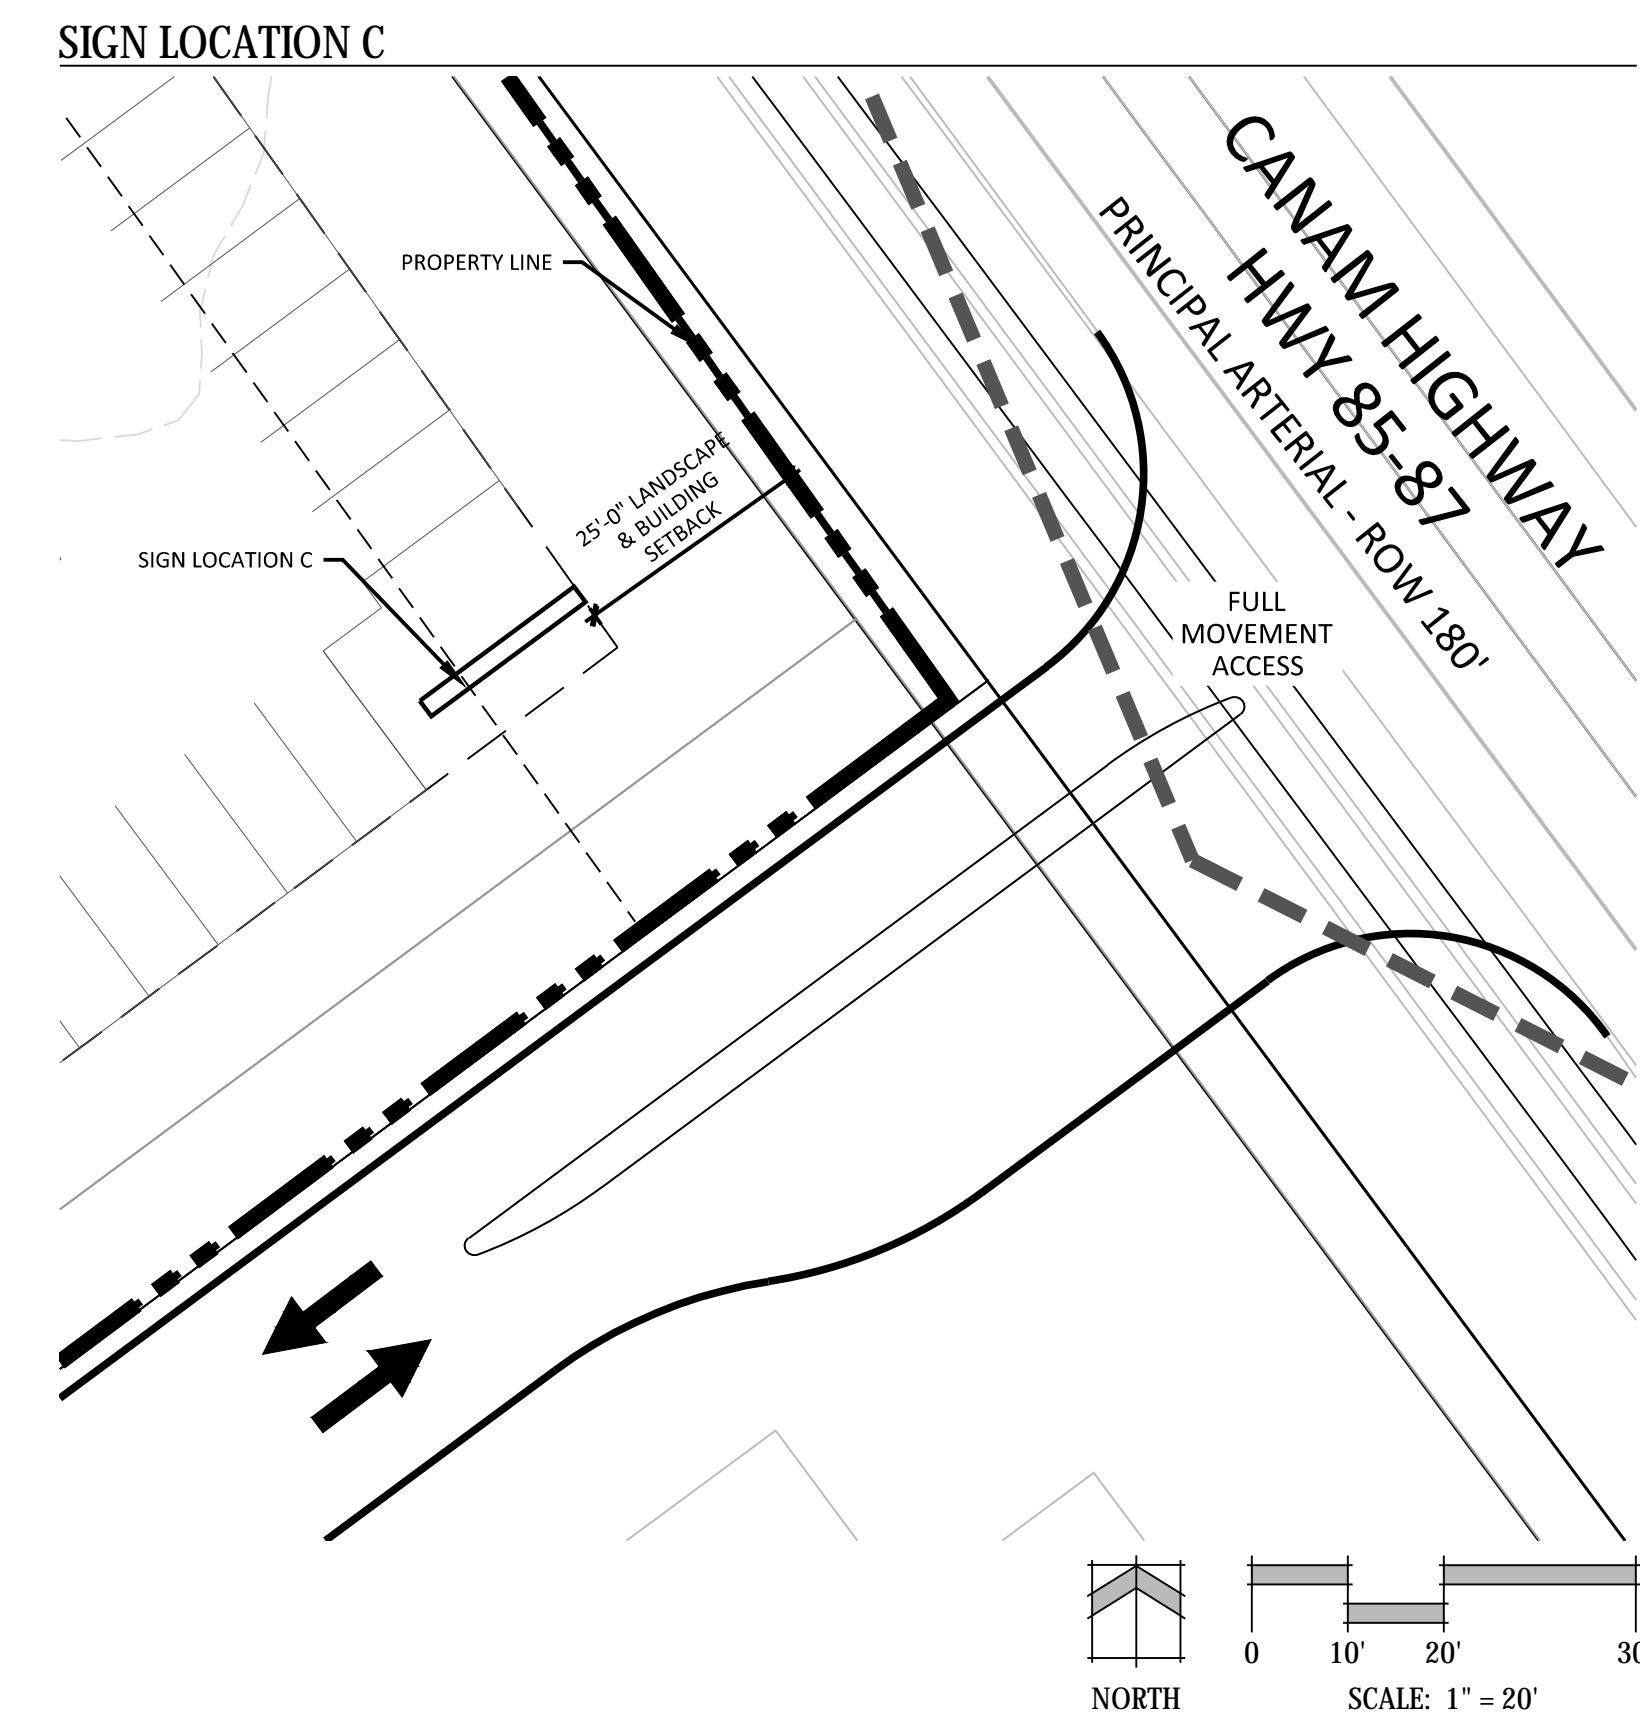 SIGN LOCATION C
CANAM HIGHWAY
HWY 85-87
PRINCIPAL ARTERIAL - ROW 180'
PROPERTY LINE
25'-0" LANDSCAPE
& BUILDING
SETBACK
SIGN LOCATION C
FULL
MOVEMENT
ACCESS
0 10' 20'
NORTH
SCALE: 1" = 20'